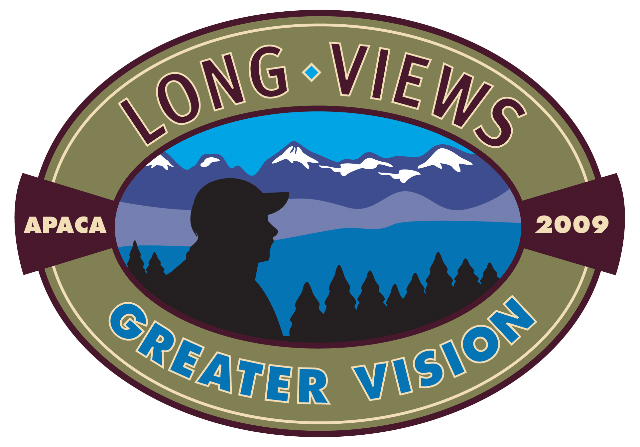 LONG VIEWS
APACA
2009
GREATER VISION